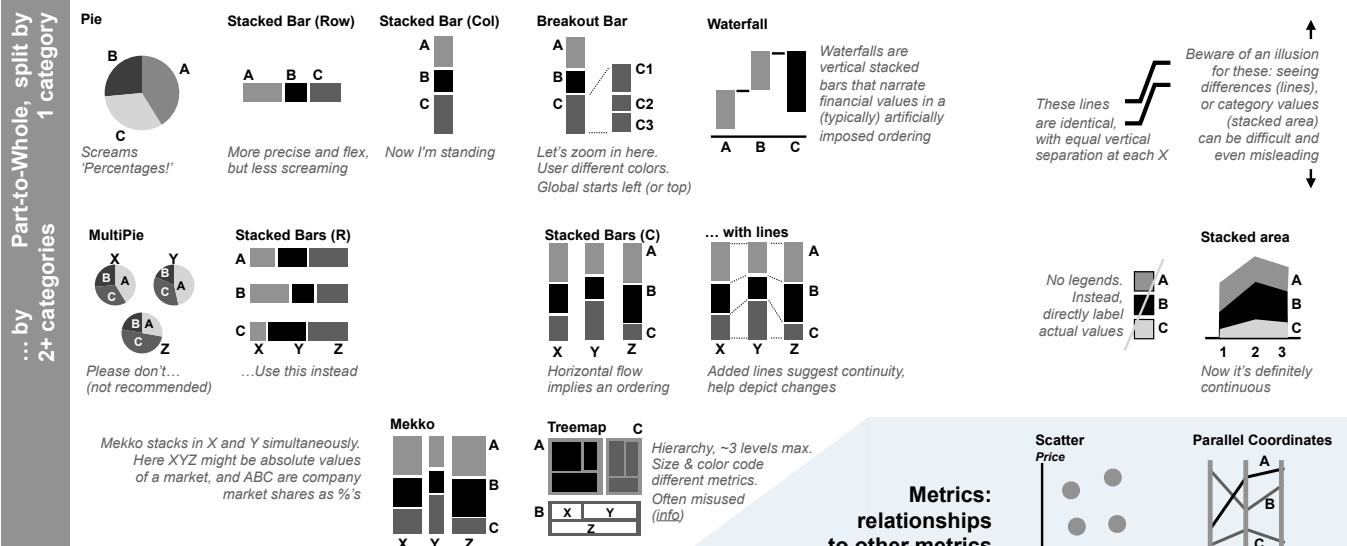 Part-to-Whole, split by
1 category
… by
2+ categories
Pie
B
A
C
Screams
‘Percentages!’
Stacked Bar (Row)
A B C
More precise and flex,
but less screaming
Stacked Bar (Col)
A
B
C
Now I'm standing
Breakout Bar
A
B
C
C1
C2
C3
Let’s zoom in here.
User different colors.
Global starts left (or top)
Waterfall
A B C
Waterfalls are
vertical stacked
bars that narrate
financial values in a
(typically) artificially
imposed ordering
These lines
are identical,
with equal vertical
separation at each X
Beware of an illusion
for these: seeing
differences (lines),
or category values
(stacked area)
can be difficult and
even misleading
MultiPie
X
B A
C
Y
B
A
C
B A
C
Z
Please don’t…
(not recommended)
Stacked Bars (R)
A
B
C
X Y Z
…Use this instead
Stacked Bars (C)
A
B
C
X Y Z
Horizontal flow
implies an ordering
… with lines
A
B
C
X Y Z
Added lines suggest continuity,
help depict changes
No legends.
Instead,
directly label
actual values
A
B
C
Stacked area
A
B
C
1 2 3
Now it’s definitely
continuous
Mekko stacks in X and Y simultaneously.
Here XYZ might be absolute values
of a market, and ABC are company
market shares as %’s
Mekko
A
B
C
X Y Z
Treemap
C
A
B
X Y
Z
Hierarchy, ~3 levels max.
Size & color code
different metrics.
Often misused
(info)
Metrics:
relationships
to other metrics
Scatter
Price
Parallel Coordinates
A
B
C